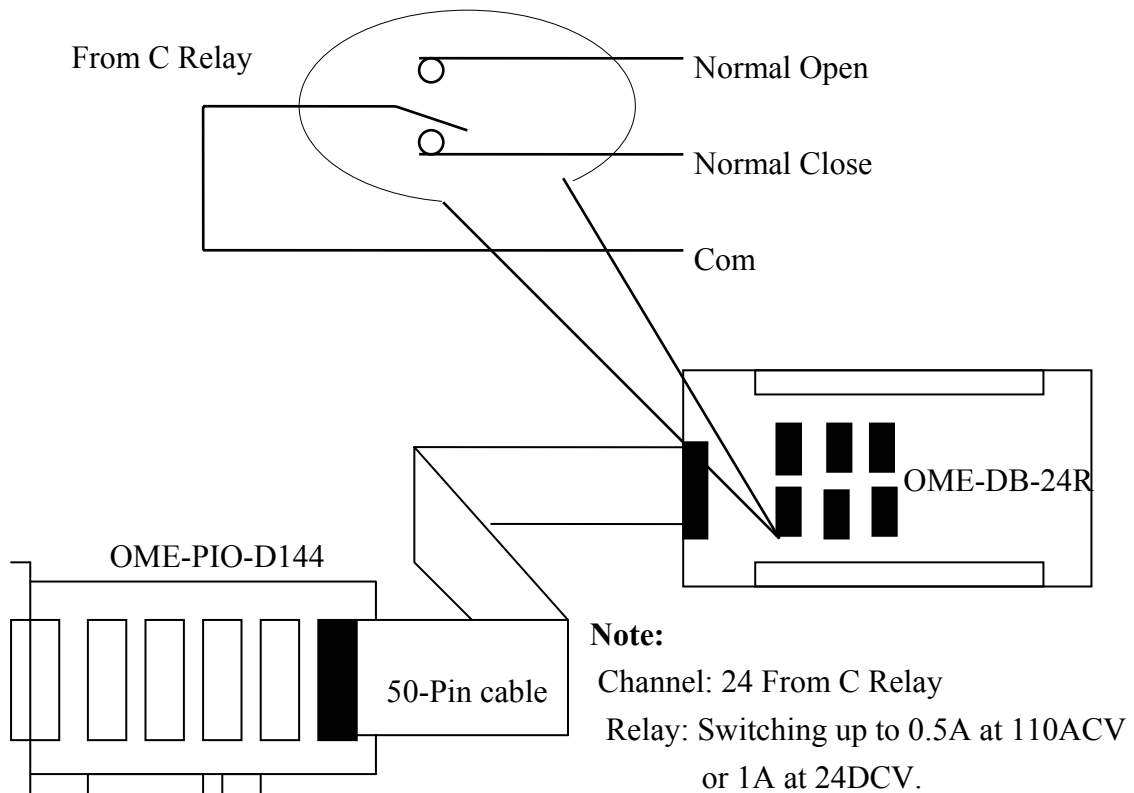 From C Relay
Normal Open
Normal Close
Com
OME-DB-24R
OME-PIO-D144
50-Pin cable
Note:
Channel: 24 From C Relay
Relay: Switching up to 0.5A at 110ACV
or 1A at 24DCV.